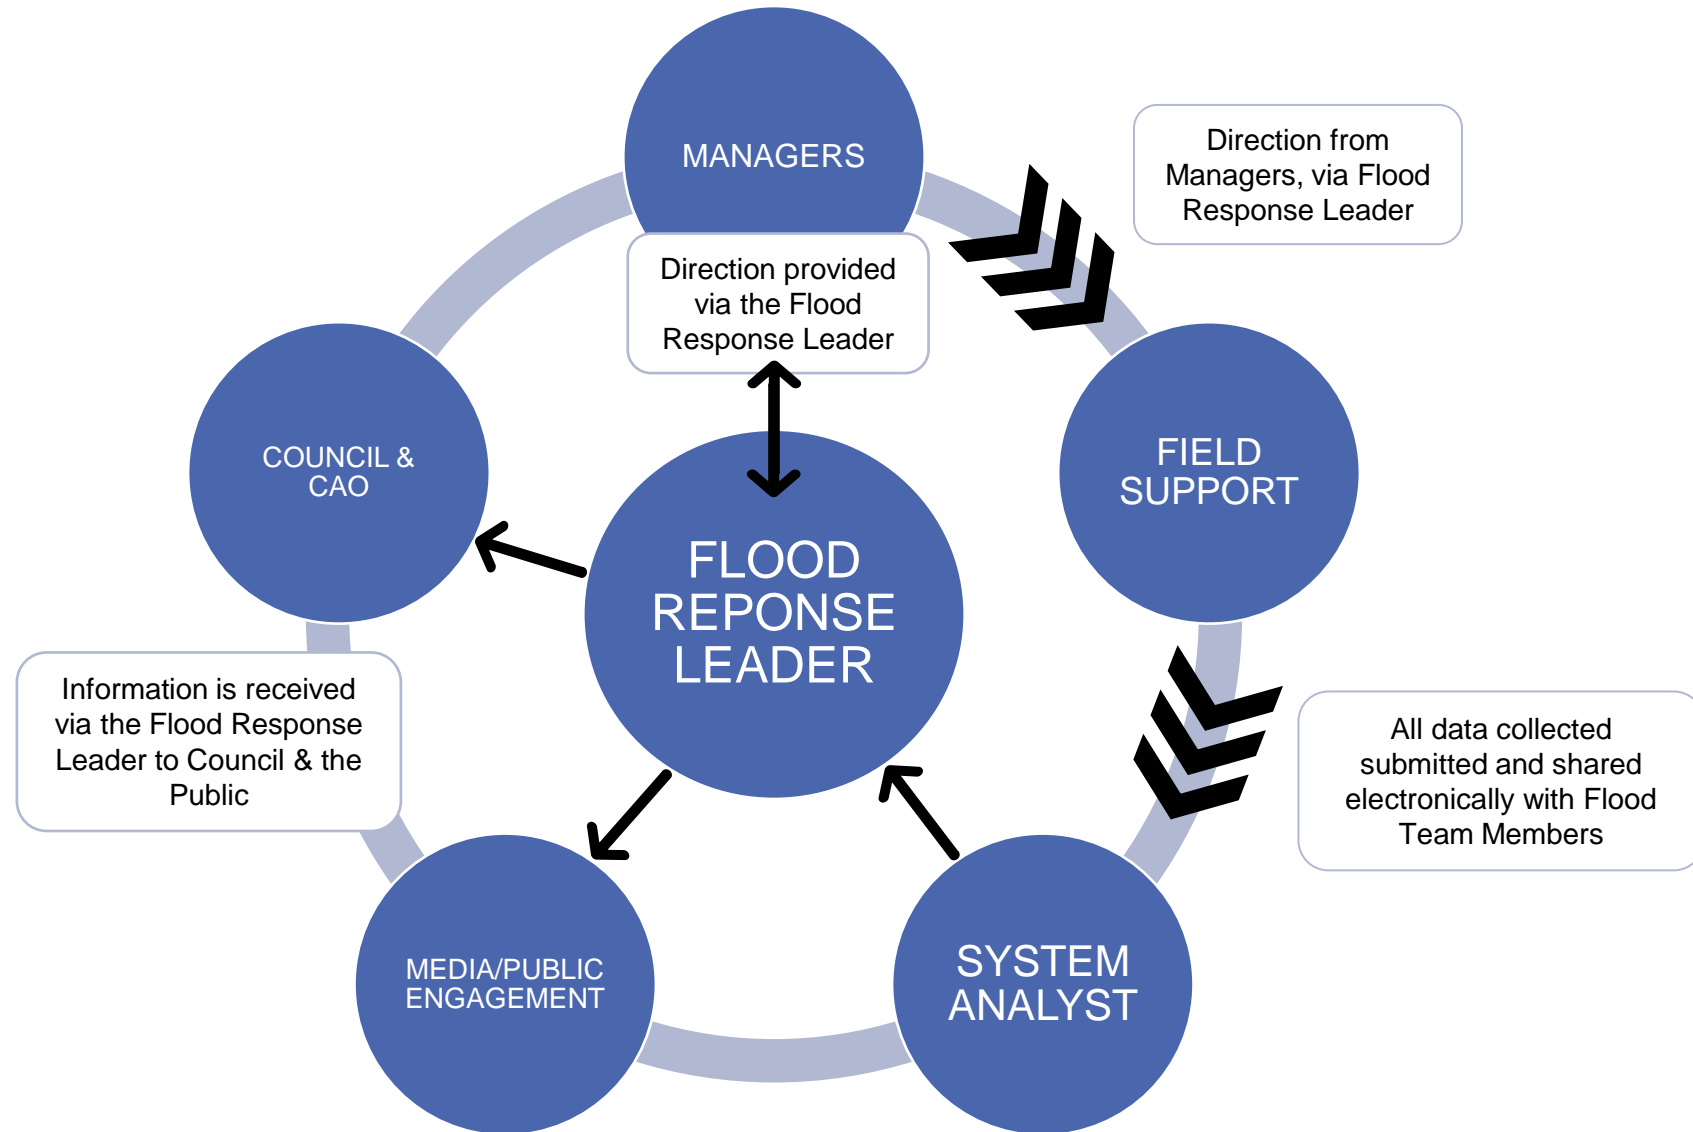 MANAGERS
Direction from
Managers, via Flood
Response Leader
Direction provided
via the Flood
Response Leader
COUNCIL &
CAO
FIELD
SUPPORT
FLOOD
REPONSE
LEADER
Information is received
via the Flood Response
Leader to Council & the
Public
All data collected
submitted and shared
electronically with Flood
Team Members
MEDIA/PUBLIC
ENGAGEMENT
SYSTEM
ANALYST